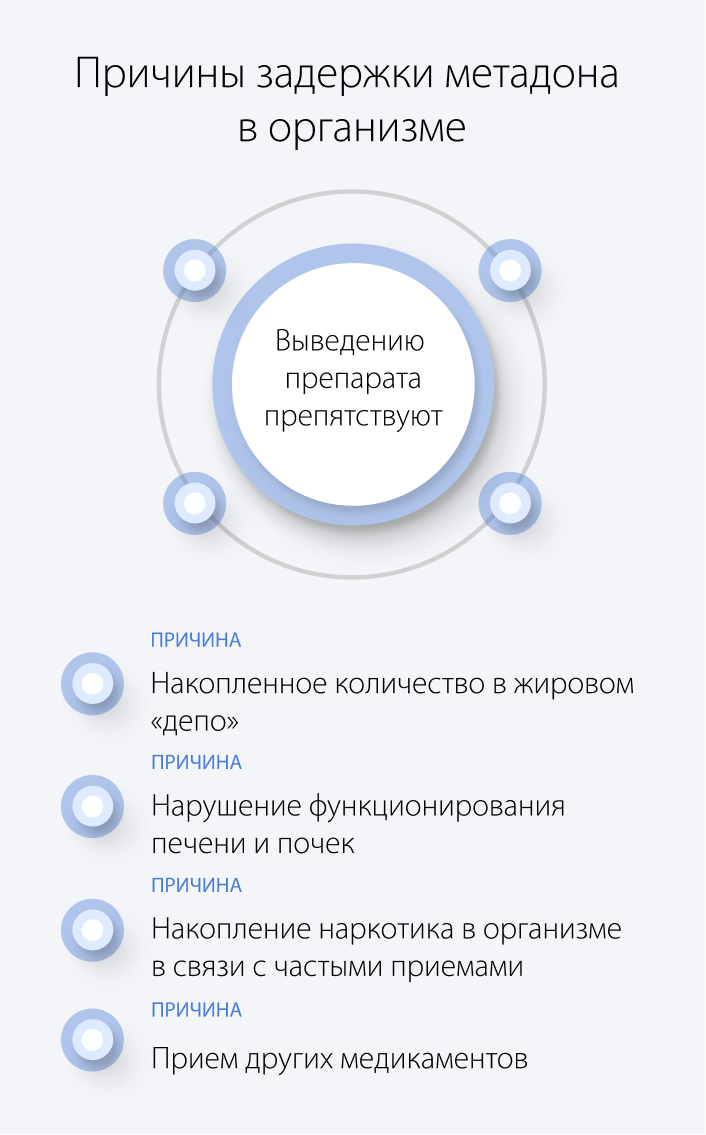 Причины задержки метадона
в организме
Выведению
препарата
препятствуют
ПРИЧИНА
Накопленное количество в жировом
«депо»
ПРИЧИНА
Нарушение функционирования
печени и почек
ПРИЧИНА
Накопление наркотика в организме
в связи с частыми приемами
ПРИЧИНА
Прием других медикаментов